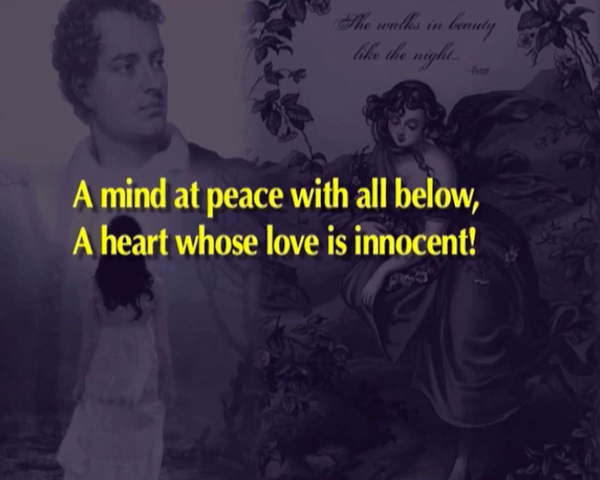 She walks in beauty
like the night...
A mind at peace with all below,
A heart whose love is innocent!